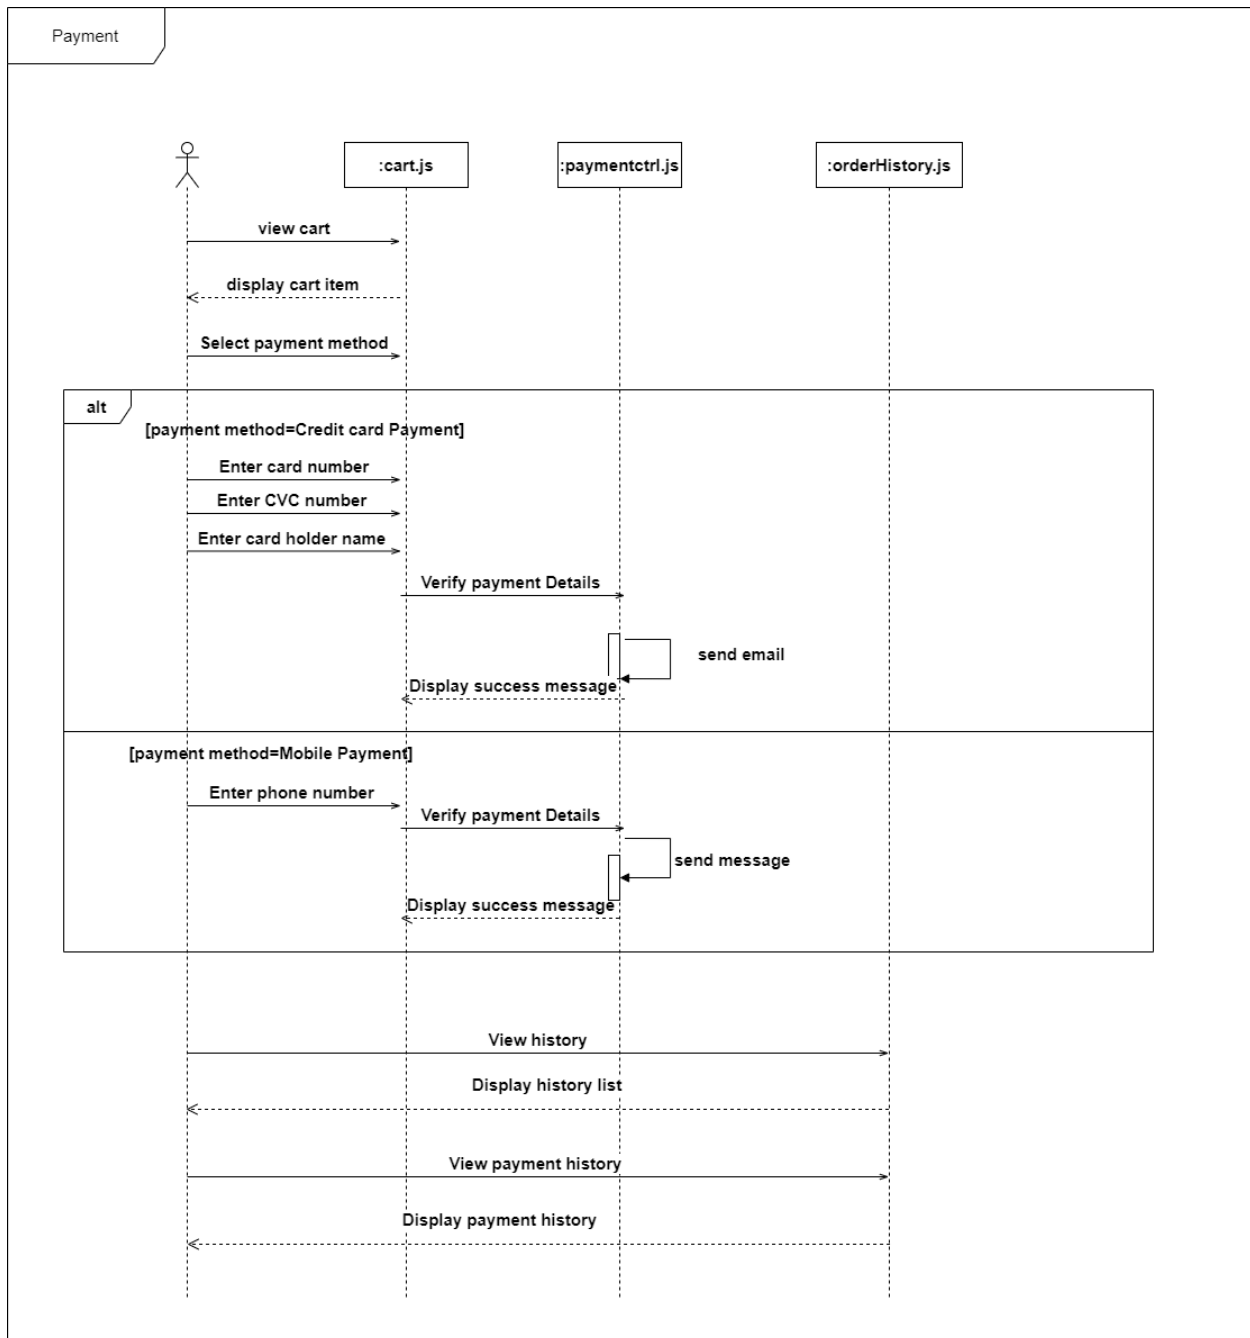 Payment
:cart.js
:paymentctrl.js
:orderHistory.js
view cart
display cart item
Select payment method
alt
[payment method=Credit card Payment]
Enter card number
Enter CVC number
Enter card holder name
Verify payment Details
send email
Display success message
[payment method=Mobile Payment]
Enter phone number
Verify payment Details
send message
Display success message
View history
Display history list
View payment history
Display payment history